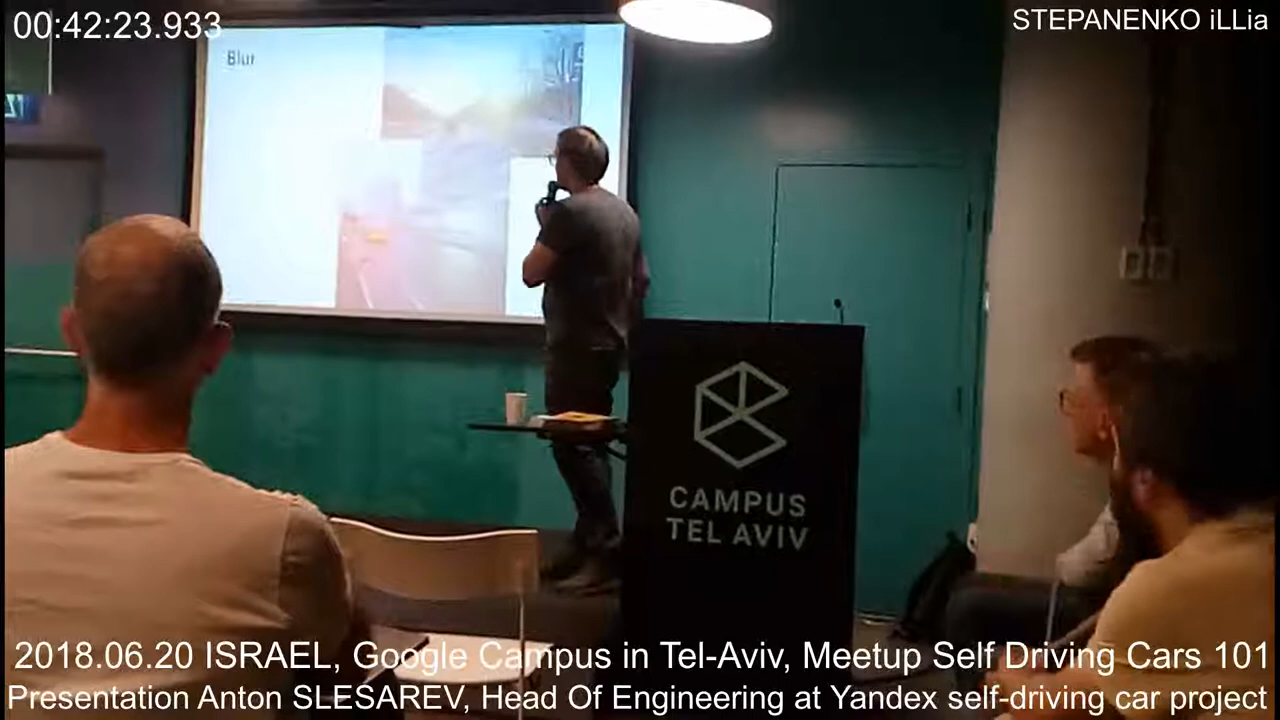 00:42:23.933
STEPANENKO iLLia
Blur
CAMPUS
TEL AVIV
2018.06.20 ISRAEL, Google Campus in Tel-Aviv, Meetup Self Driving Cars 101
Presentation Anton SLESAREV, Head Of Engineering at Yandex self-driving car project